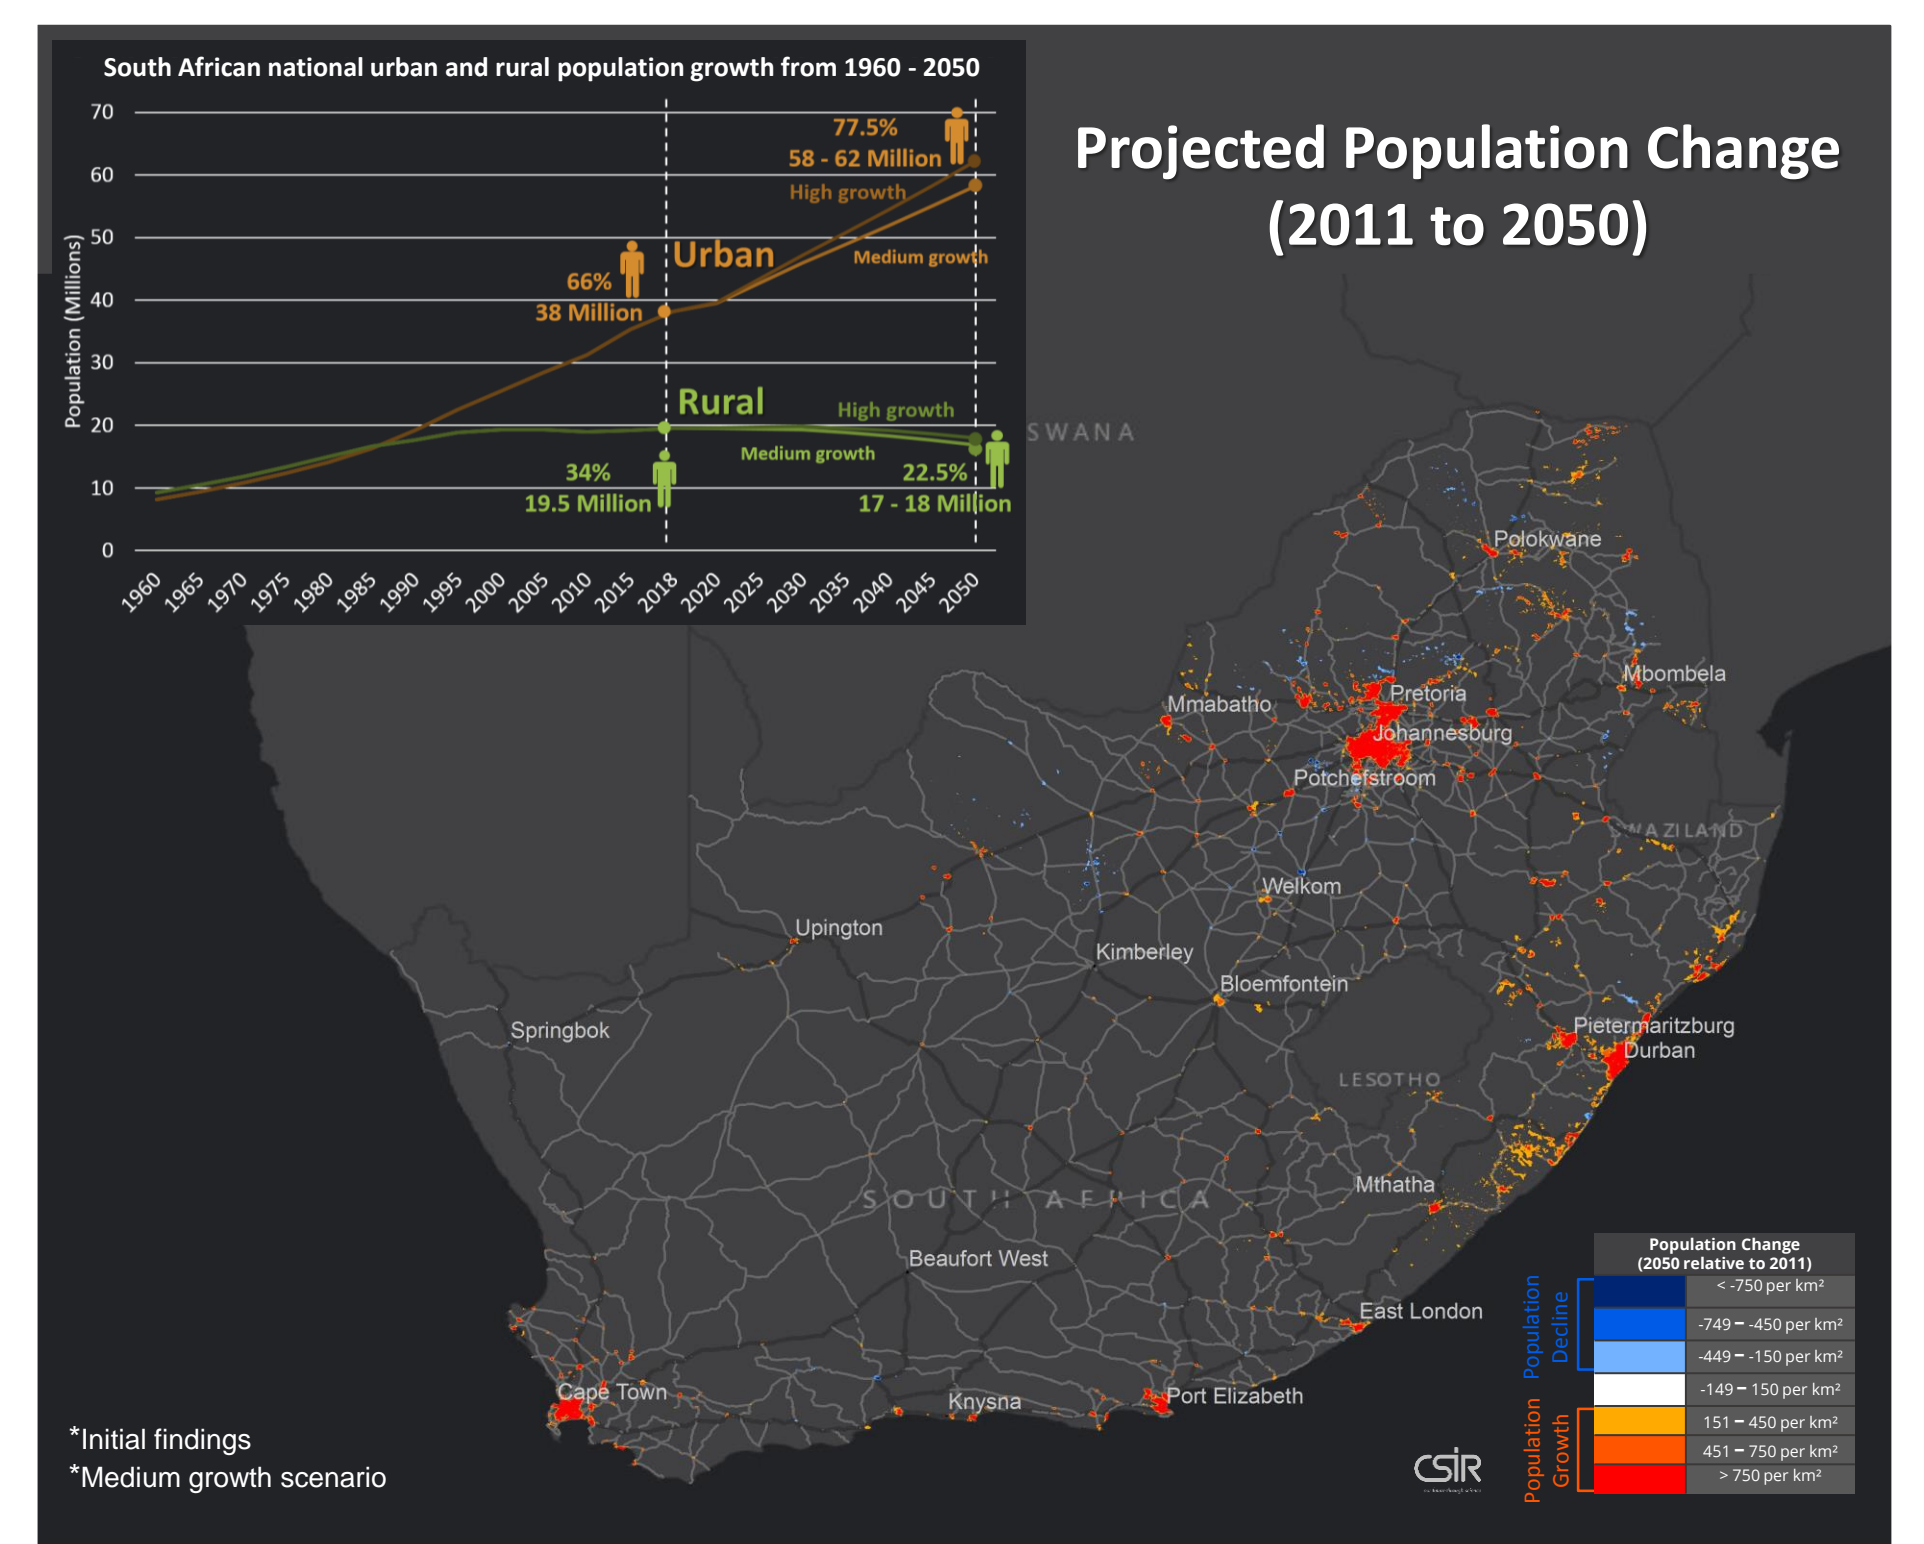 South African national urban and rural population growth from 1960 - 2050
Population (Millions)
70
60
50
40
30
20
10
0
1960
1965
1970
1975
1980
1985
1990
1995
2000
2005
2010
2015
2018
2020
2025
2030
2035
2040
2045
2050
77.5%
58 - 62 Million
High growth
Urban
Medium growth
66%
38 Million
Rural
High growth
Medium growth
34%
19.5 Million
22.5%
17 - 18 Million
Projected Population Change
(2011 to 2050)
SWANA
Polokwane
Mbombela
Pretoria
Mmabatho
Johannesburg
Potchefstroom
SWAZILAND
Welkom
Upington
Kimberley
Bloemfontein
Springbok
Pietermaritzburg
Durban
LESOTHO
Mthatha
SOUTH AFRICA
Beaufort West
East London
Cape Town
Knysna
Port Elizabeth
*Initial findings
*Medium growth scenario
CSIR
Population Change
(2050 relative to 2011)
Population
Decline
< -750 per km²
-749 – -450 per km²
-449 – -150 per km²
-149 – 150 per km²
Population
Growth
151 – 450 per km²
451 – 750 per km²
> 750 per km²